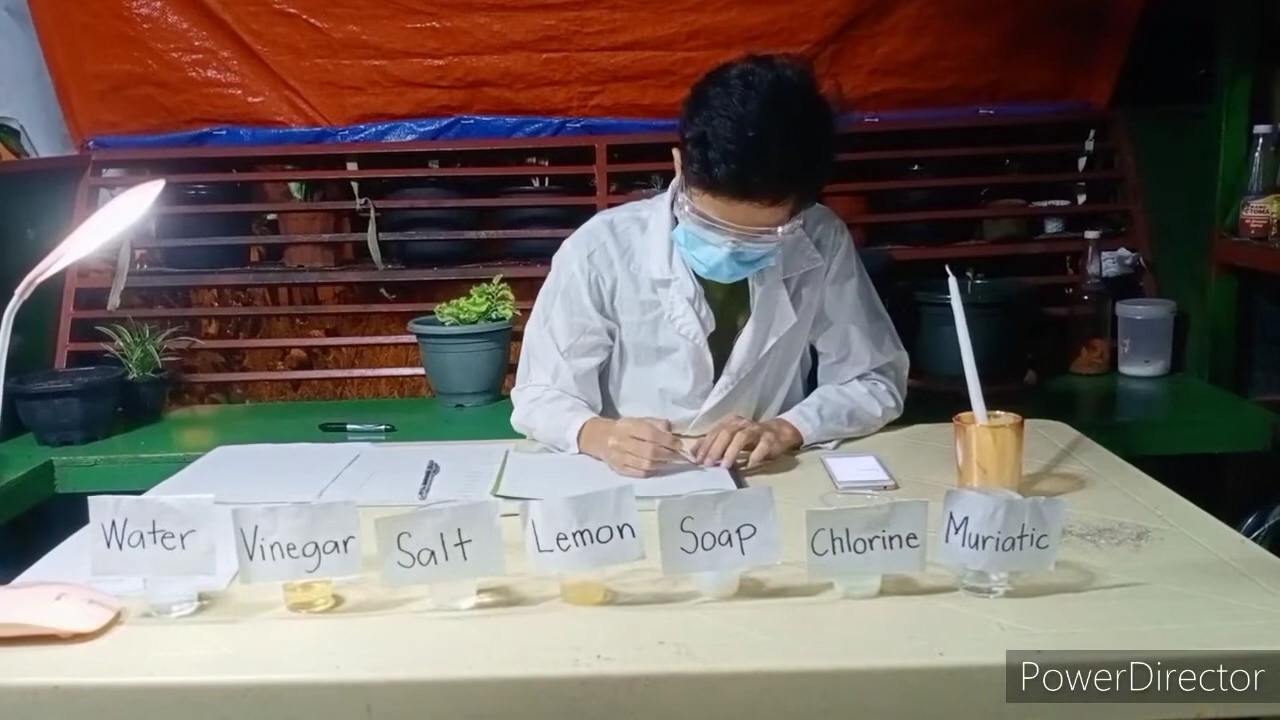 Water
Vinegar
Salt
Lemon
Soap
Chlorine
Muriatic
PowerDirector